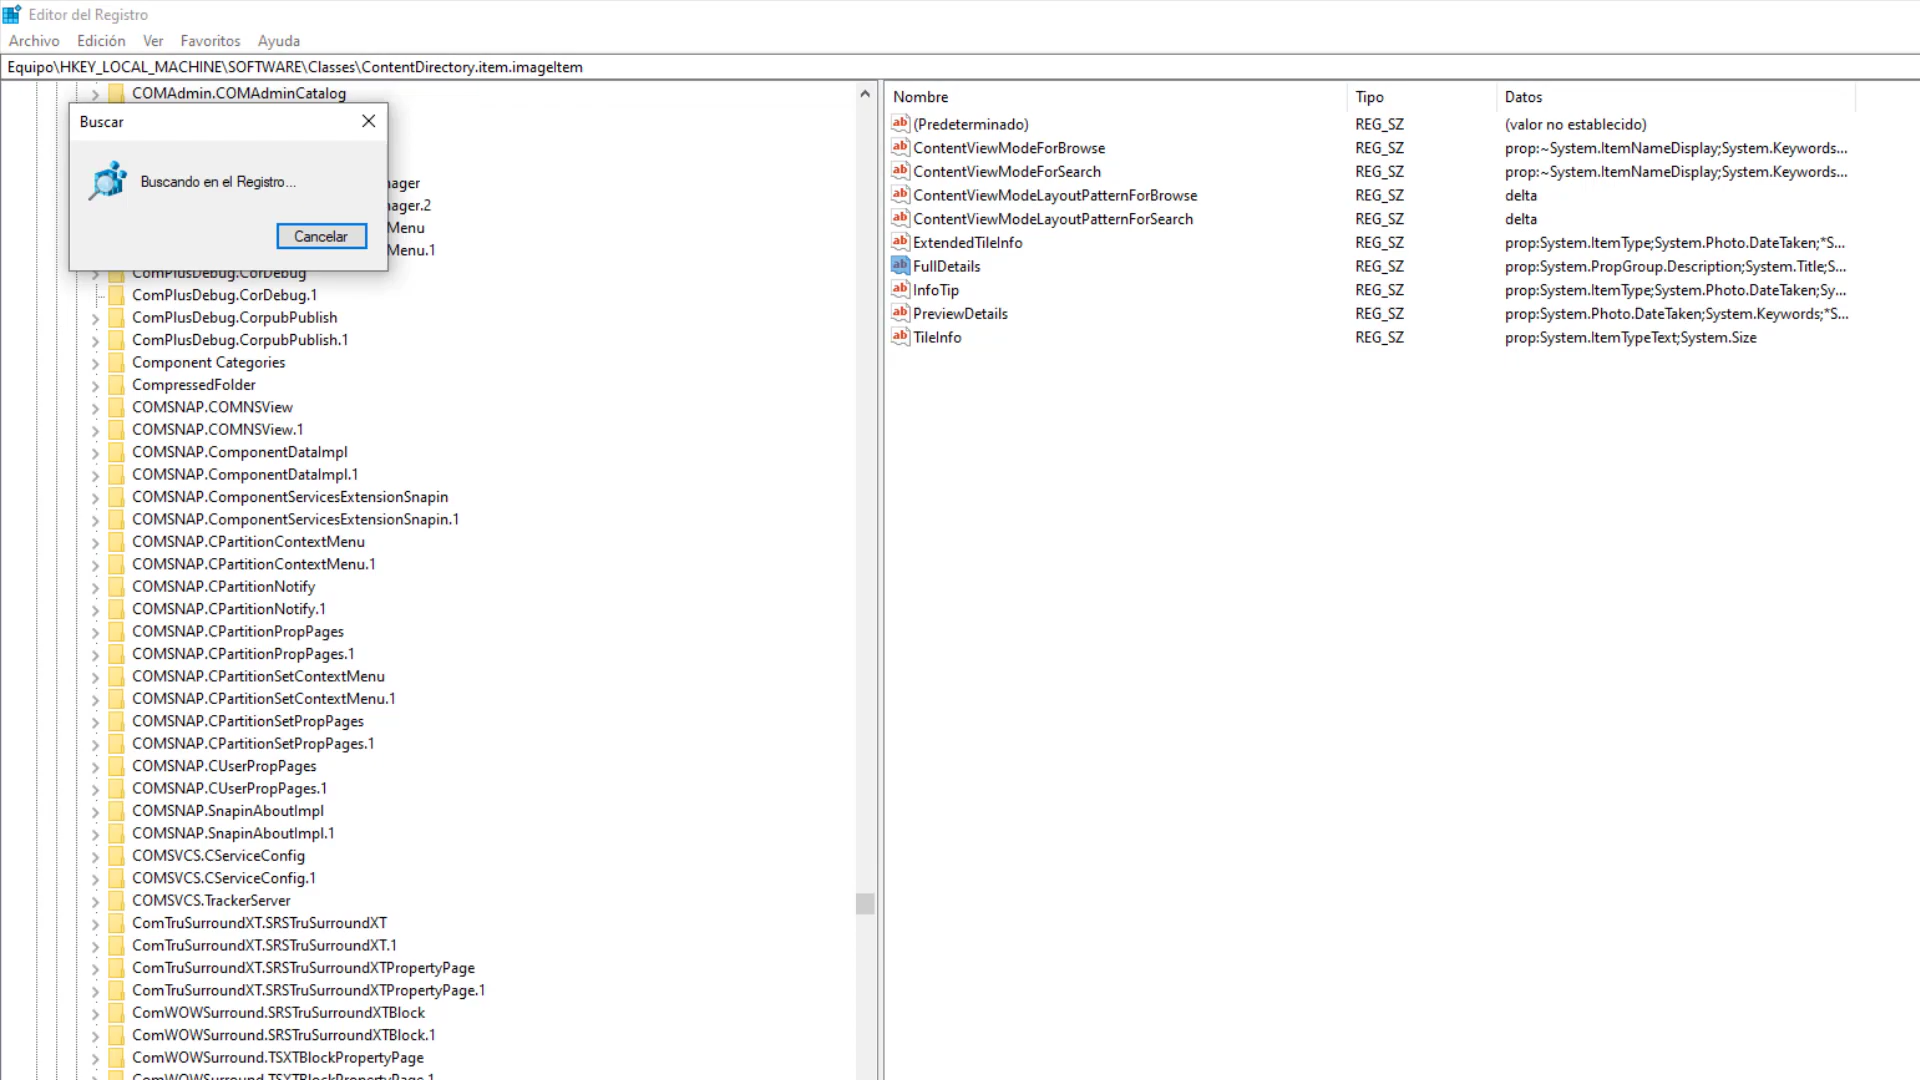 Editor del Registro
Archivo Edición Ver Favoritos Ayuda
Equipo\HKEY_LOCAL_MACHINE\SOFTWARE\Classes\ContentDirectory.item.imageItem
COMAdmin.COMAdminCatalog
Buscar
Buscando en el Registro...
Cancelar
nager
nager.2
Menu
Menu.1
ComPlusDebug.CorDebug
ComPlusDebug.CorDebug.1
ComPlusDebug.CorpubPublish
ComPlusDebug.CorpubPublish.1
Component Categories
CompressedFolder
COMSNAP.COMNSView
COMSNAP.COMNSView.1
COMSNAP.ComponentDataImpl
COMSNAP.ComponentDataImpl.1
COMSNAP.ComponentServicesExtensionSnapin
COMSNAP.ComponentServicesExtensionSnapin.1
COMSNAP.CPartitionContextMenu
COMSNAP.CPartitionContextMenu.1
COMSNAP.CPartitionNotify
COMSNAP.CPartitionNotify.1
COMSNAP.CPartitionPropPages
COMSNAP.CPartitionPropPages.1
COMSNAP.CPartitionSetContextMenu
COMSNAP.CPartitionSetContextMenu.1
COMSNAP.CPartitionSetPropPages
COMSNAP.CPartitionSetPropPages.1
COMSNAP.CUserPropPages
COMSNAP.CUserPropPages.1
COMSNAP.SnapinAboutImpl
COMSNAP.SnapinAboutImpl.1
COMSVCS.CServiceConfig
COMSVCS.CServiceConfig.1
COMSVCS.TrackerServer
ComTruSurroundXT.SRSTruSurroundXT
ComTruSurroundXT.SRSTruSurroundXT.1
ComTruSurroundXT.SRSTruSurroundXTPropertyPage
ComTruSurroundXT.SRSTruSurroundXTPropertyPage.1
ComWOWSurround.SRSTruSurroundXTBlock
ComWOWSurround.SRSTruSurroundXTBlock.1
ComWOWSurround.TSXTBlockPropertyPage
ComWOWSurround.TSXTBlockPropertyPage.1
Nombre Tipo Datos
(Predeterminado) REG_SZ (valor no establecido)
ContentViewModeForBrowse REG_SZ prop:~System.ItemNameDisplay;System.Keywords...
ContentViewModeForSearch REG_SZ prop:~System.ItemNameDisplay;System.Keywords...
ContentViewModeLayoutPatternForBrowse REG_SZ delta
ContentViewModeLayoutPatternForSearch REG_SZ delta
ExtendedTileInfo REG_SZ prop:System.ItemType;System.Photo.DateTaken;*S...
FullDetails REG_SZ prop:System.PropGroup.Description;System.Title;S...
InfoTip REG_SZ prop:System.ItemType;System.Photo.DateTaken;Sy...
PreviewDetails REG_SZ prop:System.Photo.DateTaken;System.Keywords;*S...
TileInfo REG_SZ prop:System.ItemTypeText;System.Size